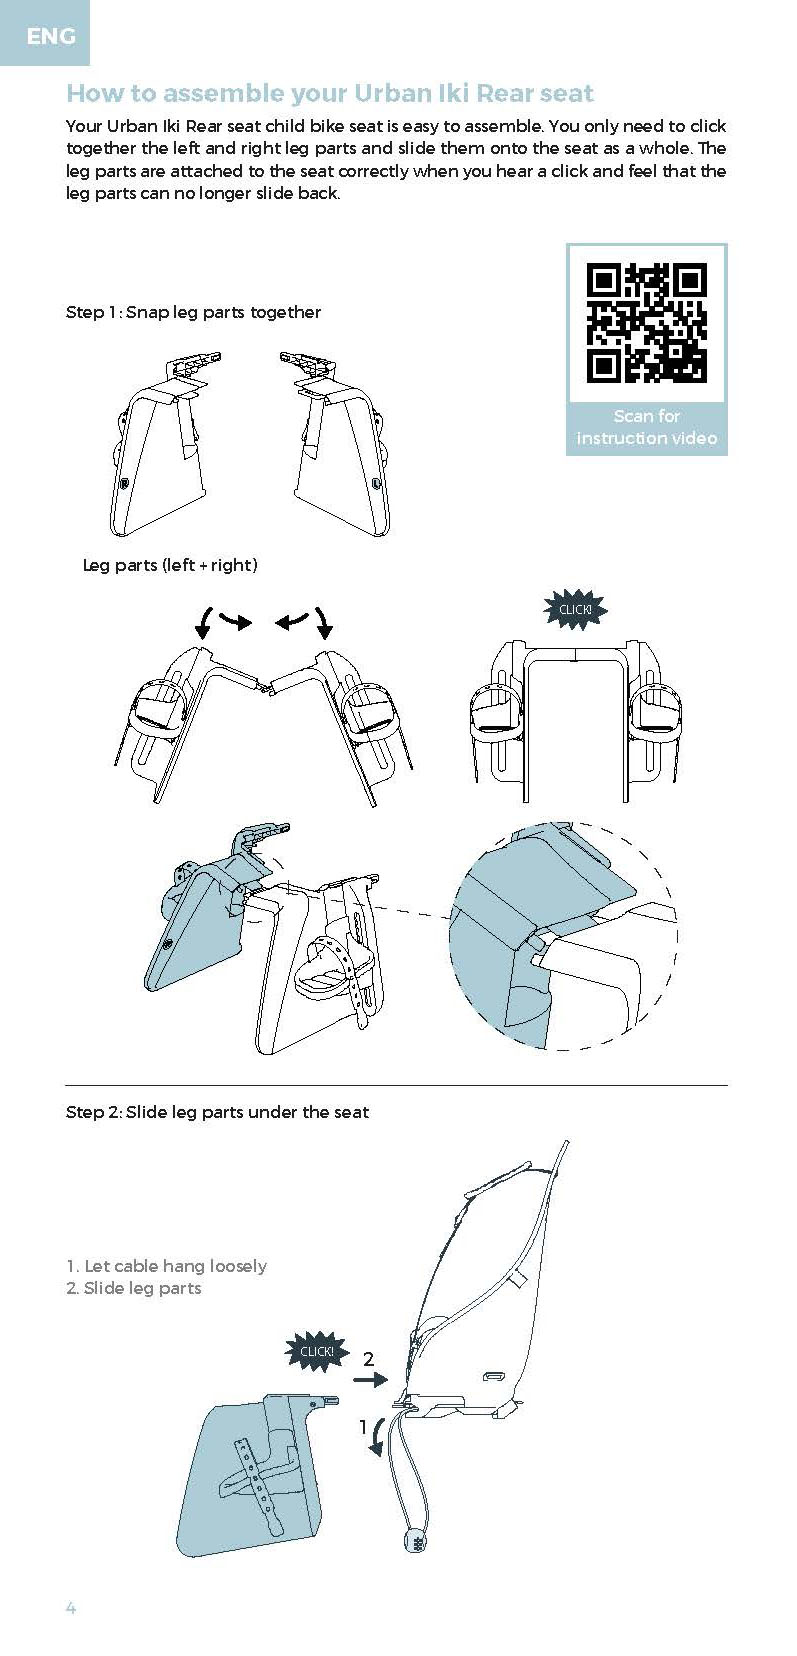 ENG
How to assemble your Urban Iki Rear seat
Your Urban Iki Rear seat child bike seat is easy to assemble. You only need to click
together the left and right leg parts and slide them onto the seat as a whole. The
leg parts are attached to the seat correctly when you hear a click and feel that the
leg parts can no longer slide back.
Step 1: Snap leg parts together
Scan for
instruction video
R
L
Leg parts (left + right)
CLICK!
Step 2: Slide leg parts under the seat
1. Let cable hang loosely
2. Slide leg parts
CLICK!
2
1
4